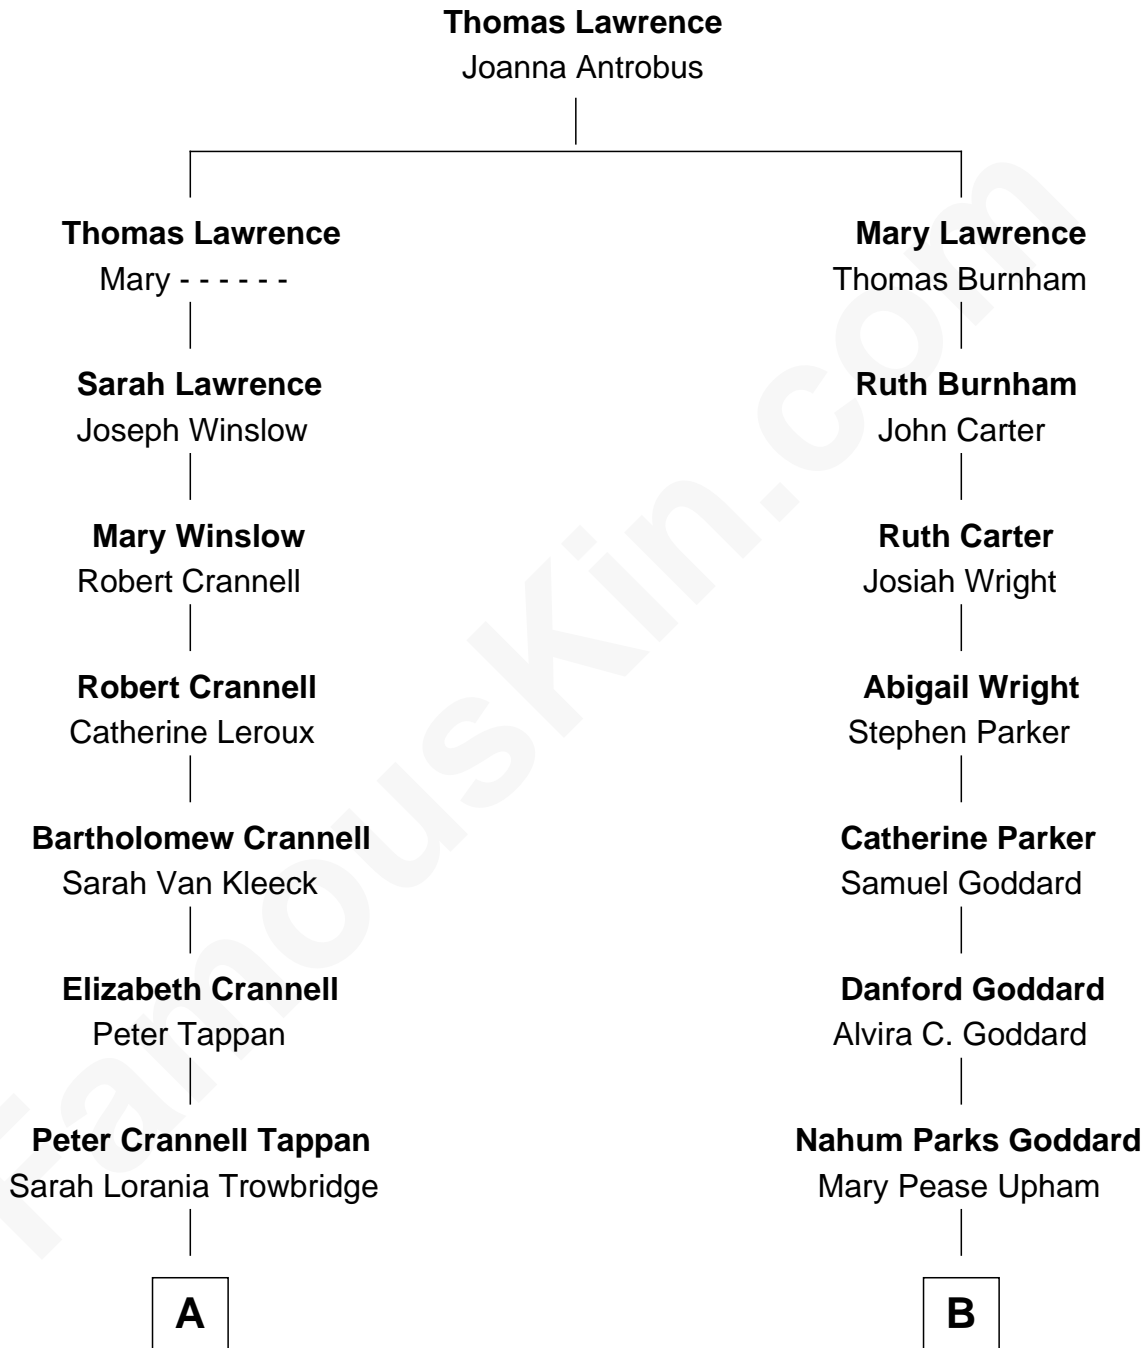 Thomas Lawrence
Joanna Antrobus
Thomas Lawrence
Mary - - - - - -
Mary Lawrence
Thomas Burnham
Sarah Lawrence
Joseph Winslow
Ruth Burnham
John Carter
Mary Winslow
Robert Crannell
Ruth Carter
Josiah Wright
Robert Crannell
Catherine Leroux
Abigail Wright
Stephen Parker
Bartholomew Crannell
Sarah Van Kleeck
Catherine Parker
Samuel Goddard
Elizabeth Crannell
Peter Tappan
Danford Goddard
Alvira C. Goddard
Peter Crannell Tappan
Sarah Lorania Trowbridge
Nahum Parks Goddard
Mary Pease Upham
A
B
FamousKin.com